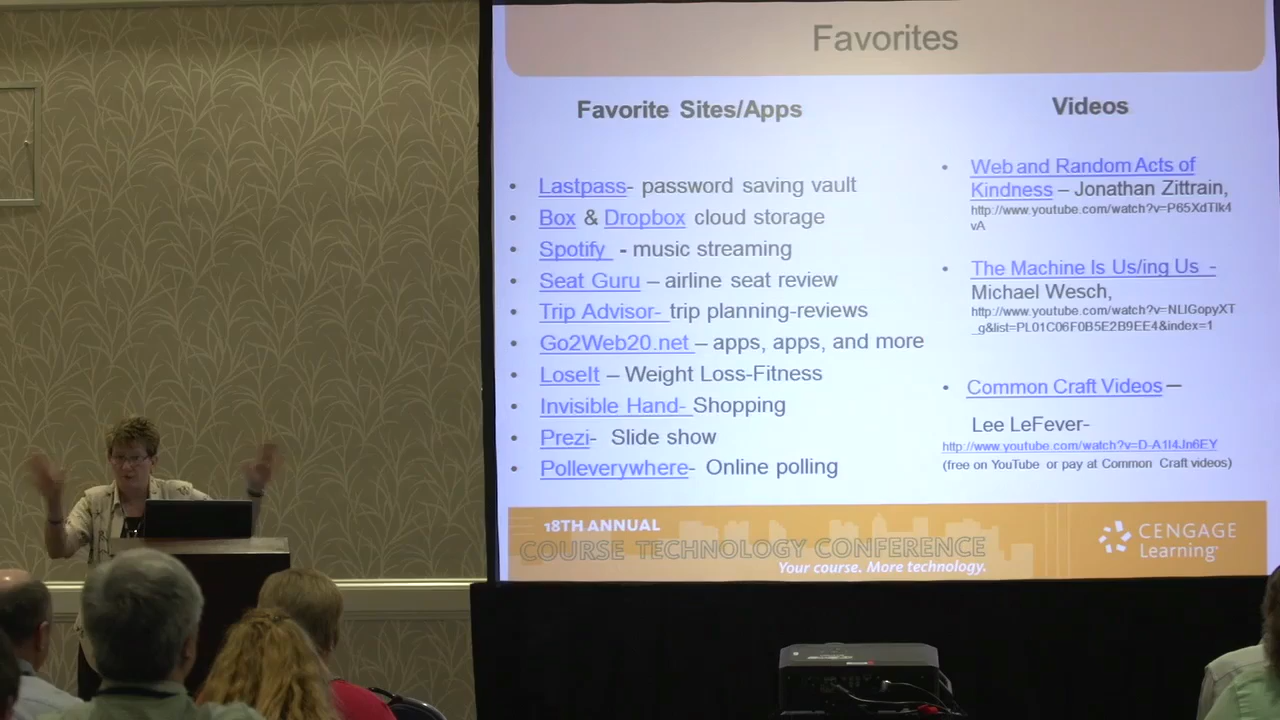 Favorites
Favorite Sites/Apps
• Lastpass- password saving vault
• Box & Dropbox cloud storage
• Spotify - music streaming
• Seat Guru – airline seat review
• Trip Advisor- trip planning-reviews
• Go2Web20.net – apps, apps, and more
• LoseIt – Weight Loss-Fitness
• Invisible Hand- Shopping
• Prezi- Slide show
• Polleverywhere- Online polling
Videos
• Web and Random Acts of
Kindness – Jonathan Zittrain,
http://www.youtube.com/watch?v=P65XdTIk4
vA
• The Machine Is Us/ing Us -
Michael Wesch,
http://www.youtube.com/watch?v=NLlGopyXT
_g&list=PL01C06F0B5E2B9EE4&index=1
• Common Craft Videos –
Lee LeFever-
http://www.youtube.com/watch?v=D-A1l4Jn6EY
(free on YouTube or pay at Common Craft videos)
18TH ANNUAL
COURSE TECHNOLOGY CONFERENCE
Your course. More technology.
CENGAGE
Learning